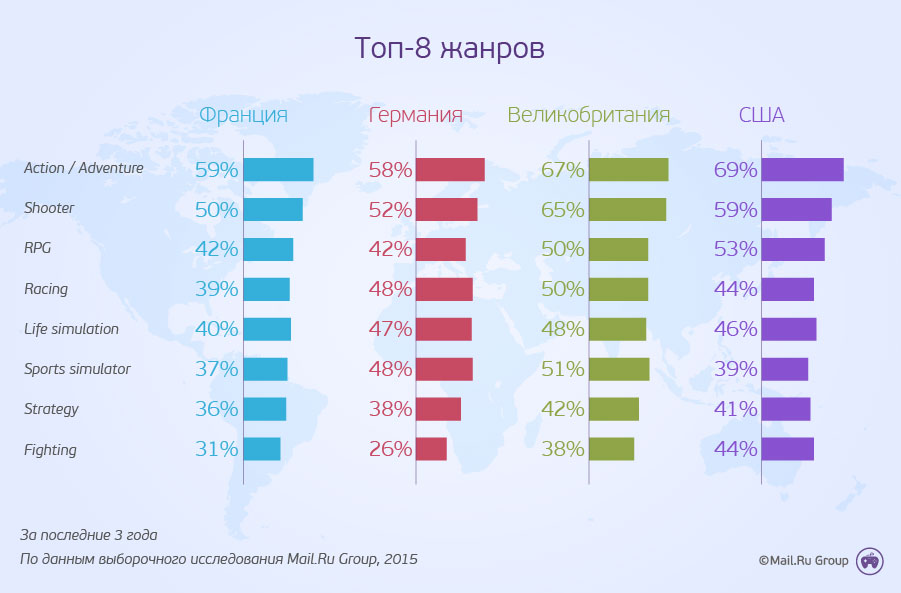 Топ-8 жанров
Франция Германия Великобритания США
Action / Adventure 59% 58% 67% 69%
Shooter 50% 52% 65% 59%
RPG 42% 42% 50% 53%
Racing 39% 48% 50% 44%
Life simulation 40% 47% 48% 46%
Sports simulator 37% 48% 51% 39%
Strategy 36% 38% 42% 41%
Fighting 31% 26% 38% 44%
За последние 3 года
По данным выборочного исследования Mail.Ru Group, 2015
©Mail.Ru Group